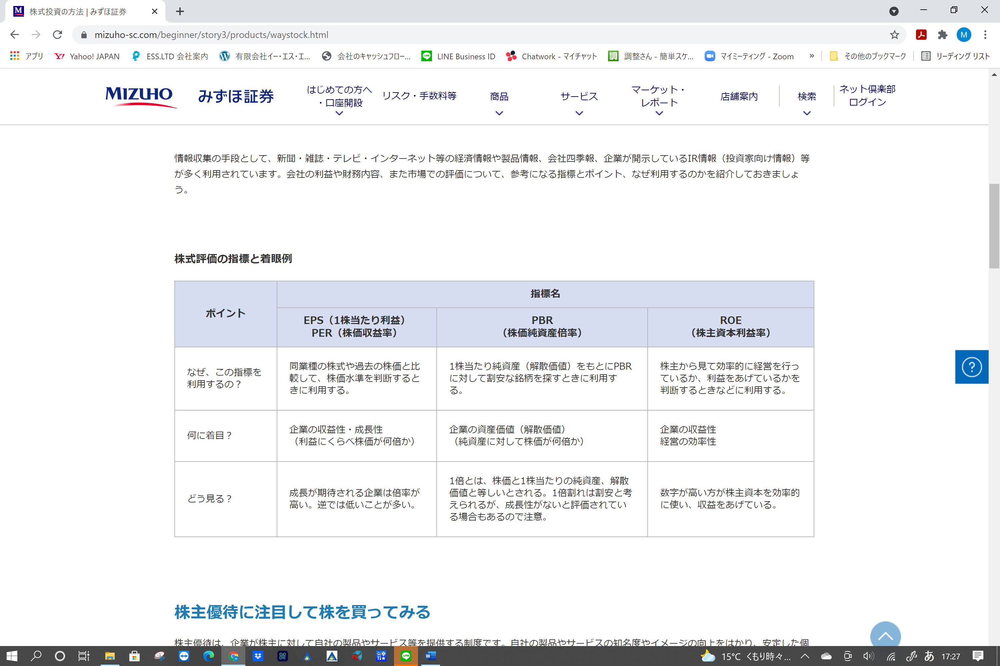 株式投資の方法 | みずほ証券
mizuho-sc.com/beginner/story3/products/waystock.html
M
アプリ
Yahoo! JAPAN
ESS.LTD 会社案内
有限会社イー・エス・エ...
会社のキャッシュフロー...
LINE Business ID
Chatwork - マイチャット
調整さん - 簡単スケ...
マイミーティング - Zoom
»
その他のブックマーク
リーディング リスト
MIZUHO
みずほ証券
はじめての方へ
・口座開設
リスク・手数料等
商品
サービス
マーケット・
レポート
店舗案内
検索
ネット倶楽部
ログイン
情報収集の手段として、新聞・雑誌・テレビ・インターネット等の経済情報や製品情報、会社四季報、企業が開示しているIR情報（投資家向け情報）等
が多く利用されています。会社の利益や財務内容、また市場での評価について、参考になる指標とポイント、なぜ利用するのかを紹介しておきましょ
う。
株式評価の指標と着眼例
ポイント
指標名
EPS（1株当たり利益）
PER（株価収益率）
PBR
（株価純資産倍率）
ROE
（株主資本利益率）
なぜ、この指標を
利用するの？
同業種の株式や過去の株価と比
較して、株価水準を判断すると
きに利用する。
1株当たり純資産（解散価値）をもとにPBR
に対して割安な銘柄を探すときに利用す
る。
株主から見て効率的に経営を行っ
ているか、利益をあげているかを
判断するときなどに利用する。
何に着目？
企業の収益性・成長性
（利益にくらべ株価が何倍か）
企業の資産価値（解散価値）
（純資産に対して株価が何倍か）
企業の収益性
経営の効率性
どう見る？
成長が期待される企業は倍率が
高い。逆では低いことが多い。
1倍とは、株価と1株当たりの純資産、解散
価値と等しいとされる。1倍割れは割安と考
えられるが、成長性がないと評価されてい
る場合もあるので注意。
数字が高い方が株主資本を効率的
に使い、収益をあげている。
?
株主優待に注目して株を買ってみる
株主優待は、企業が株主に対して自社の製品やサービス等を提供する制度です。自社の製品やサービスの知名度やイメージの向上をはかり、安定した個
15°C くもり時々...
あ
17:27